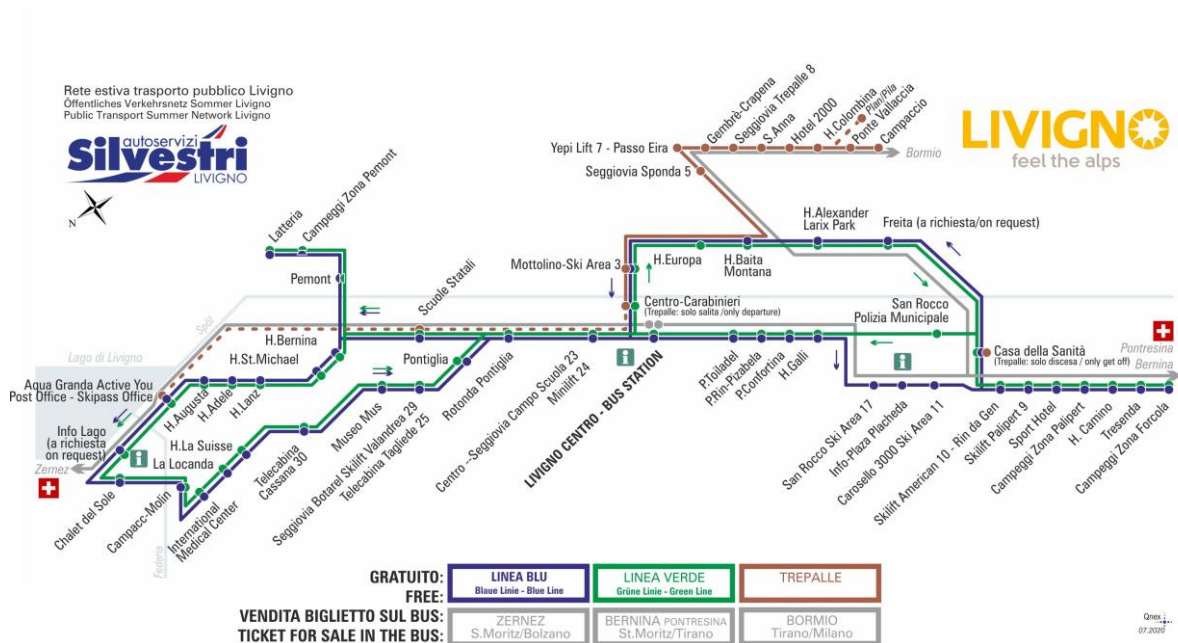 Rete estiva trasporto pubblico Livigno
Öffentliches Verkehrsnetz Sommer Livigno
Public Transport Summer Network Livigno
autoservizi
Silvestri
LIVIGNO
N
LIVIGNO
feel the alps
Gembrè-Crapena
Seggiovia Trepalle 8
S.Anna
Hotel 2000
H.Colombina
Plan/Pila
Ponte Vallaccia
Campaccio
Yepi Lift 7 - Passo Eira
Bormio
Seggiovia Sponda 5
Latteria
Campeggi Zona Pemont
H.Alexander
Larix Park
Freita (a richiesta/on request)
Pemont
Mottolino-Ski Area 3
H.Europa
H.Baita
Montana
Scuole Statali
Centro-Carabinieri
(Trepalle: solo salita /only departure)
San Rocco
Polizia Municipale
Spöl
Lago di Livigno
H.Bernina
H.St.Michael
Pontiglia
Casa della Sanità
(Trepalle: solo discesa / only get off)
Pontresina
Bernina
Aqua Granda Active You
Post Office - Skipass Office
H.Augusta
H.Adele
H.Lanz
Info Lago
(a richiesta
on request)
Zernez
H.La Suisse
La Locanda
Chalet del Sole
Campacc-Molin
Federia
International
Medical Center
Telecabina
Cassana 30
Museo Mus
Seggiovia Botarel Skilift Valandrea 29
Telecabina Tagliede 25
Rotonda Pontiglia
Centro --Seggiovia Campo Scuola 23
Minilift 24
LIVIGNO CENTRO - BUS STATION
P.Toiladel
P.Rin-Pizabela
P.Confortina
H.Galli
San Rocco Ski Area 17
Info-Plaza Placheda
Carosello 3000 Ski Area 11
Skilift American 10 - Rin da Gen
Skilift Palipert 9
Sport Hotel
Campeggi Zona Palipert
H. Camino
Tresenda
Campeggi Zona Forcola
GRATUITO:
FREE:
LINEA BLU
Blaue Linie - Blue Line
LINEA VERDE
Grüne Linie - Green Line
TREPALLE
VENDITA BIGLIETTO SUL BUS:
TICKET FOR SALE IN THE BUS:
ZERNEZ
S.Moritz/Bolzano
BERNINA PONTRESINA
St.Moritz/Tirano
BORMIO
Tirano/Milano
Qnex
07.2020